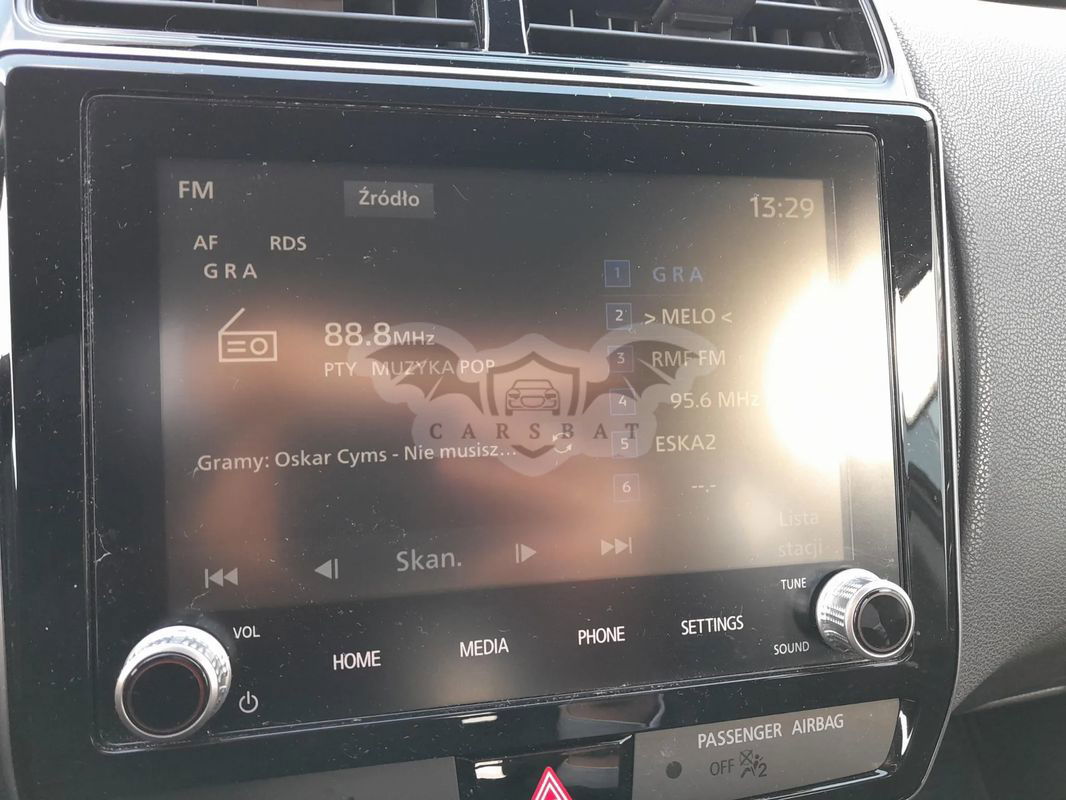 FM
Źródło
13:29
AF RDS
GRA
88.8MHz
PTY MUZYKA POP
Gramy: Oskar Cyms - Nie musisz...
1 GRA
2 > MELO <
3 RMF FM
4 95.6 MHz
5 ESKA2
6 --.-
CARSBAT
Skan.
Lista
stacji
VOL
HOME
MEDIA
PHONE
SETTINGS
TUNE
SOUND
PASSENGER AIRBAG
OFF 2